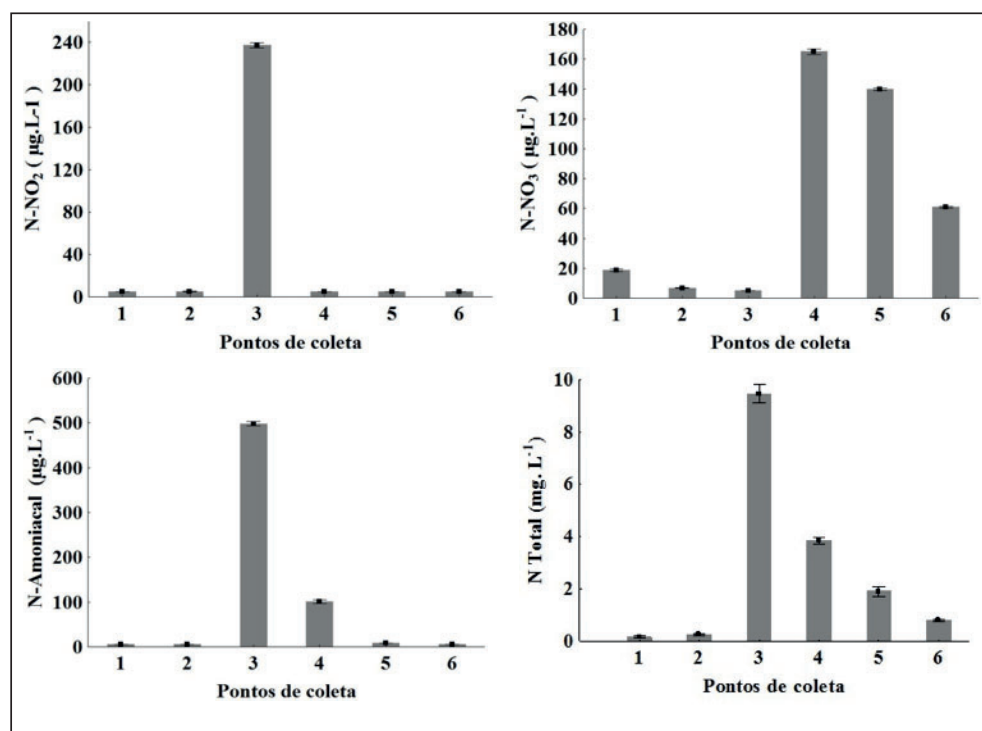 N-NO2 ( µg.L-1 )
240
200
160
120
80
40
0
1 2 3 4 5 6
Pontos de coleta
N-NO3 ( µg.L-1 )
180
160
140
120
100
80
60
40
20
0
1 2 3 4 5 6
Pontos de coleta
N-Amoniacal (µg.L-1)
600
500
400
300
200
100
0
1 2 3 4 5 6
Pontos de coleta
N Total (mg. L-1)
10
8
6
4
2
0
1 2 3 4 5 6
Pontos de coleta